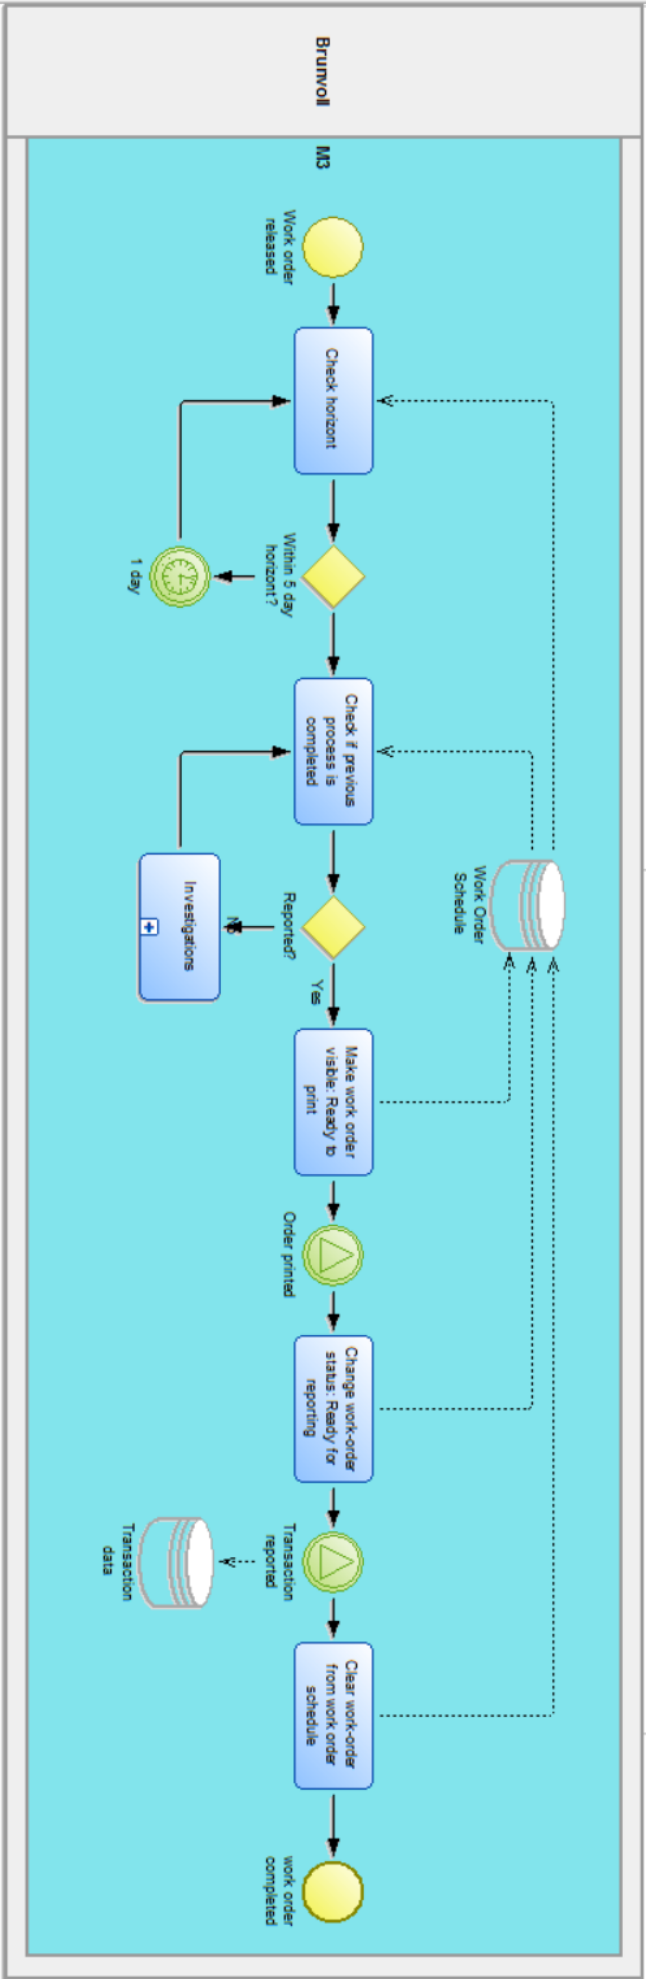 Brunvoll
M3
Work order
released
Check horizont
Within 5 day
horizont?
1 day
Check if previous
process is
completed
Work Order
Schedule
Reported?
No
Investigations
Yes
Make work order
visible: Ready to
print
Order printed
Change work-order
status: Ready for
reporting
Transaction
reported
Transaction
data
Clear work-order
from work order
schedule
work order
completed